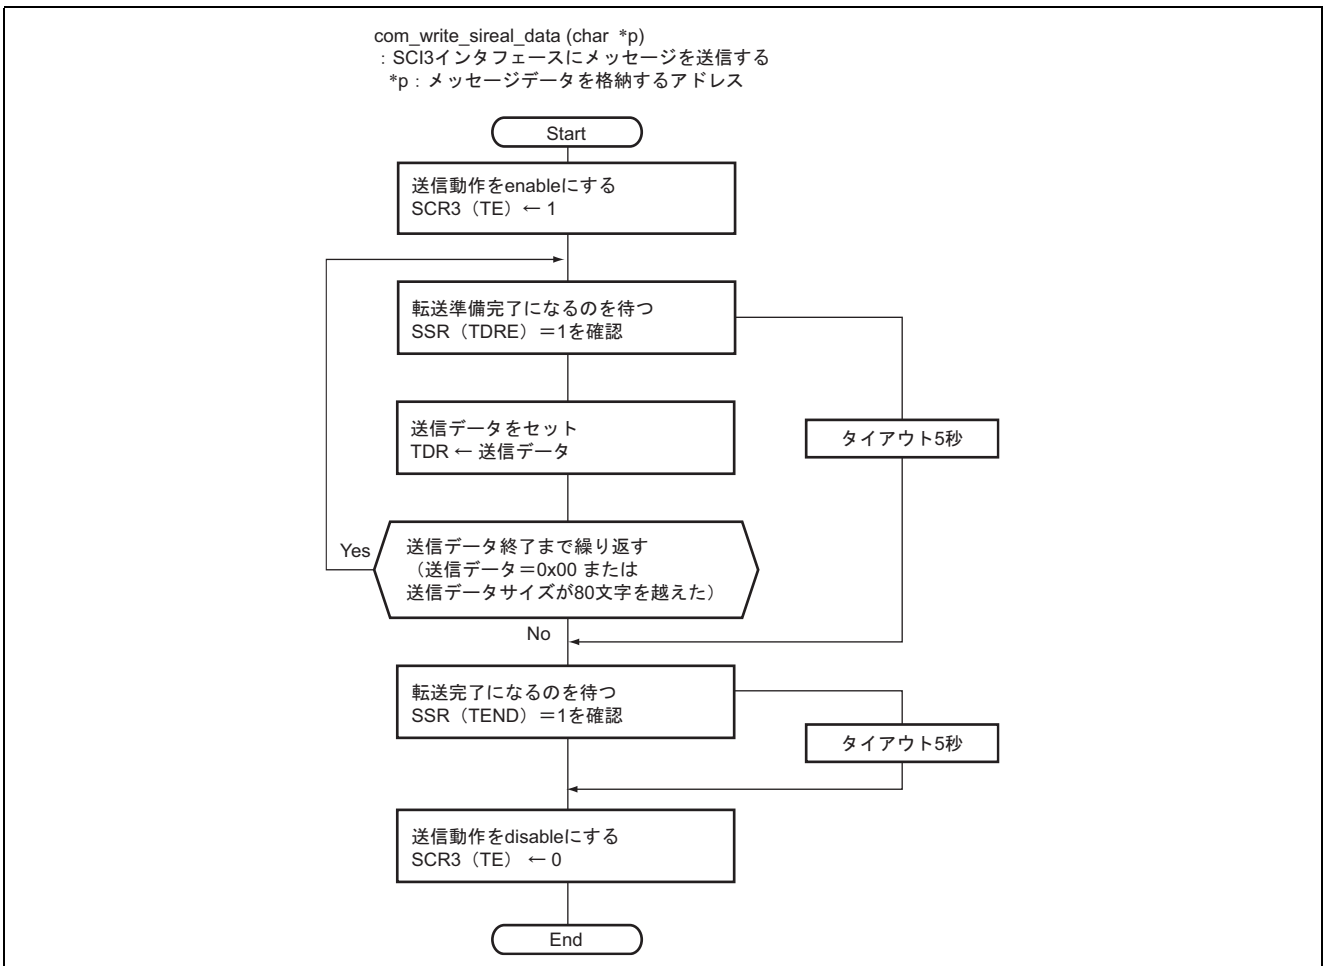 com_write_sireal_data (char *p)
：SCI3インタフェースにメッセージを送信する
*p：メッセージデータを格納するアドレス
Start
送信動作をenableにする
SCR3（TE）← 1
転送準備完了になるのを待つ
SSR（TDRE）＝1を確認
送信データをセット
TDR ← 送信データ
タイアウト5秒
Yes
送信データ終了まで繰り返す
（送信データ＝0x00 または
送信データサイズが80文字を越えた）
No
転送完了になるのを待つ
SSR（TEND）＝1を確認
タイアウト5秒
送信動作をdisableにする
SCR3（TE） ← 0
End